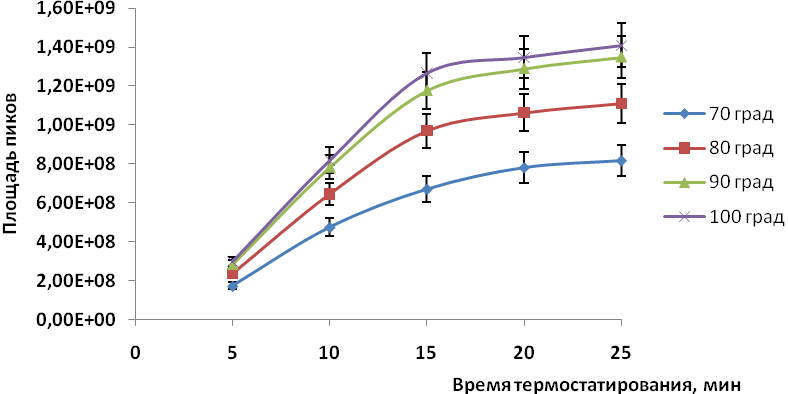 1,60E+09
1,40E+09
1,20E+09
1,00E+09
8,00E+08
6,00E+08
4,00E+08
2,00E+08
0,00E+00
Площадь пиков
0 5 10 15 20 25
Время термостатирования, мин
70 град
80 град
90 град
100 град